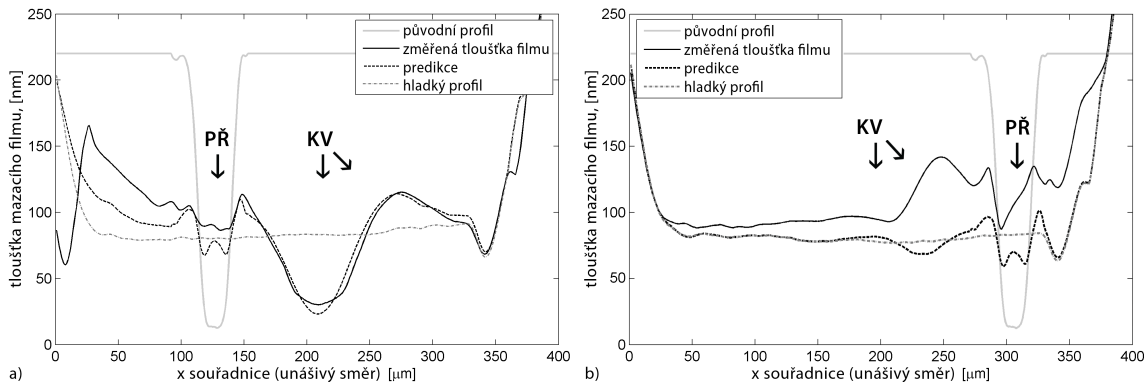 250
200
150
100
50
0
tloušťka mazacího filmu, [nm]
původní profil
změřená tloušťka filmu
predikce
hladký profil
PŘ
KV
0 50 100 150 200 250 300 350 400
a) x souřadnice (unášivý směr) [μm]
250
200
150
100
50
0
tloušťka mazacího filmu, [nm]
původní profil
změřená tloušťka filmu
predikce
hladký profil
KV
PŘ
0 50 100 150 200 250 300 350 400
b) x souřadnice (unášivý směr) [μm]